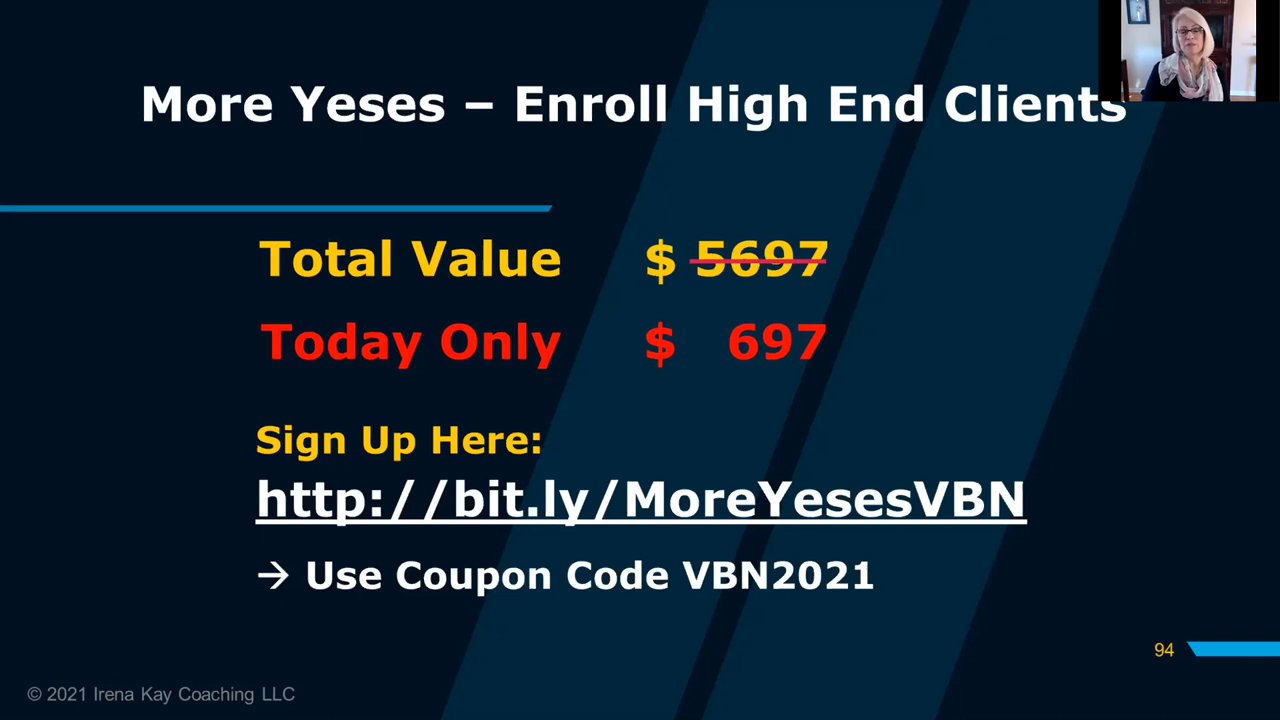 More Yeses – Enroll High End Clients
Total Value $ 5697
Today Only $ 697
Sign Up Here:
http://bit.ly/MoreYesesVBN
→ Use Coupon Code VBN2021
94
© 2021 Irena Kay Coaching LLC